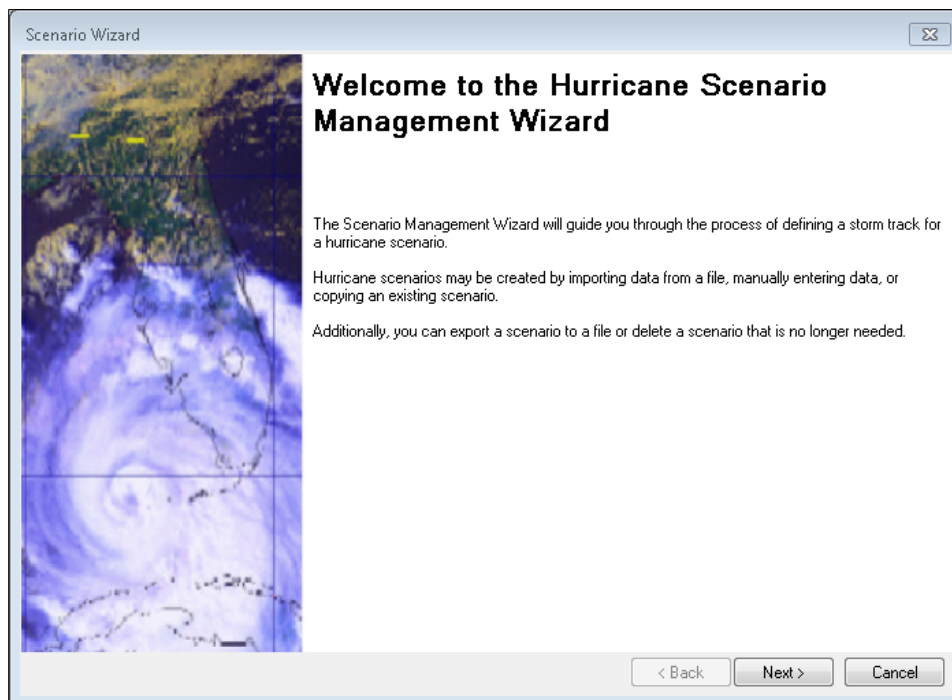 Scenario Wizard
Welcome to the Hurricane Scenario
Management Wizard
The Scenario Management Wizard will guide you through the process of defining a storm track for
a hurricane scenario.
Hurricane scenarios may be created by importing data from a file, manually entering data, or
copying an existing scenario.
Additionally, you can export a scenario to a file or delete a scenario that is no longer needed.
< Back
Next >
Cancel